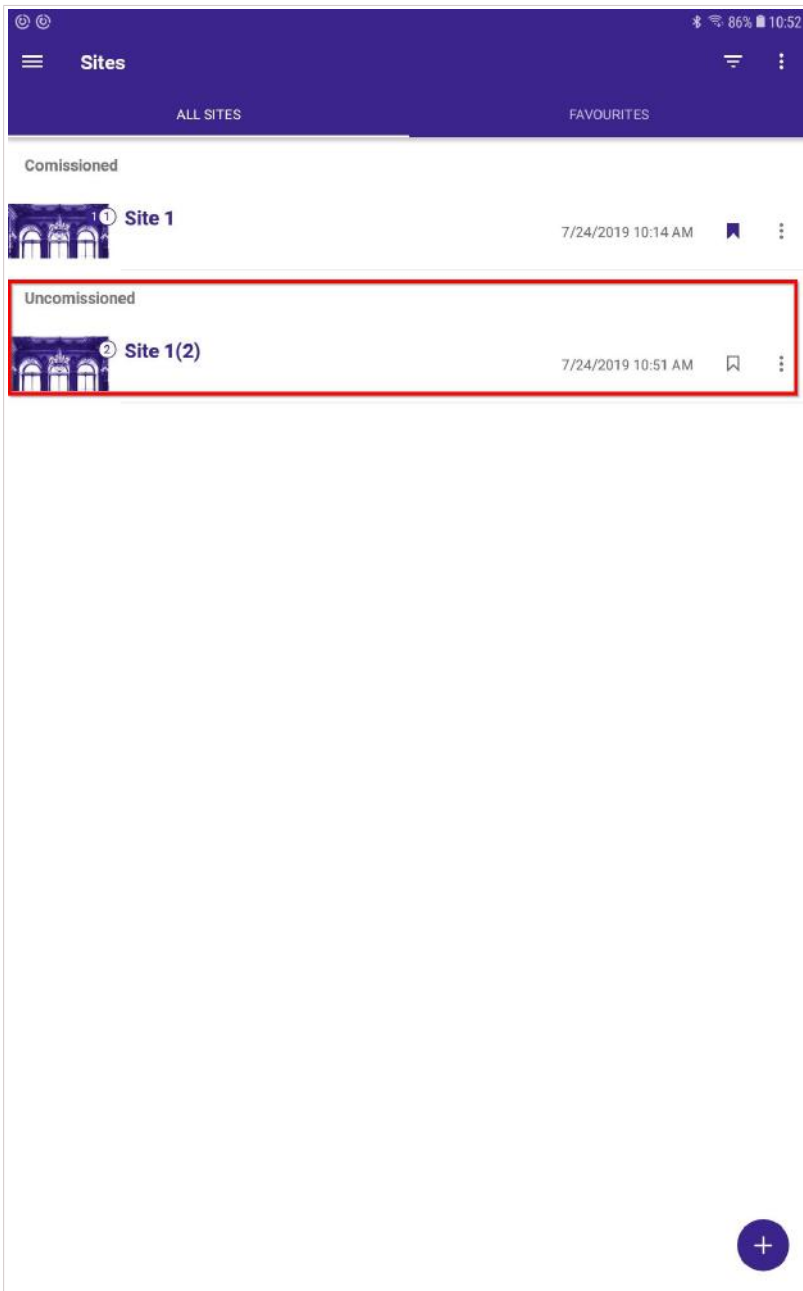 86% 10:52
Sites
ALL SITES FAVOURITES
Comissioned
1 1 Site 1
7/24/2019 10:14 AM
Uncomissioned
2 Site 1(2)
7/24/2019 10:51 AM